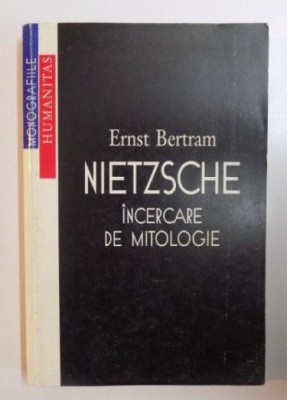 MONOGRAFIILE
HUMANITAS
Ernst Bertram
NIETZSCHE
ÎNCERCARE
DE MITOLOGIE